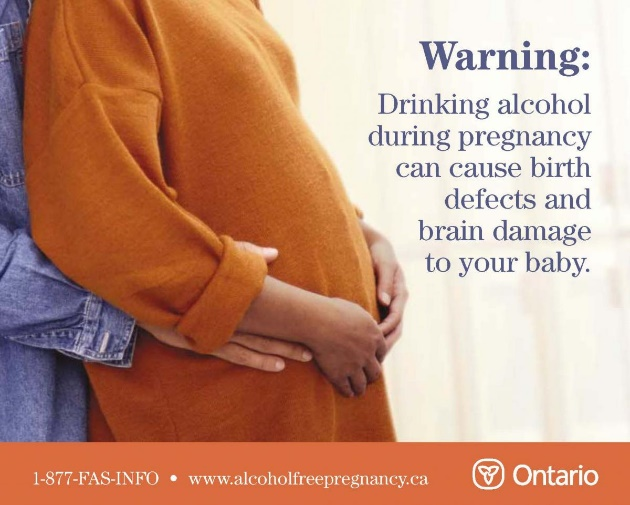 Warning:
Drinking alcohol
during pregnancy
can cause birth
defects and
brain damage
to your baby.
1-877-FAS-INFO • www.alcoholfreepregnancy.ca
Ontario